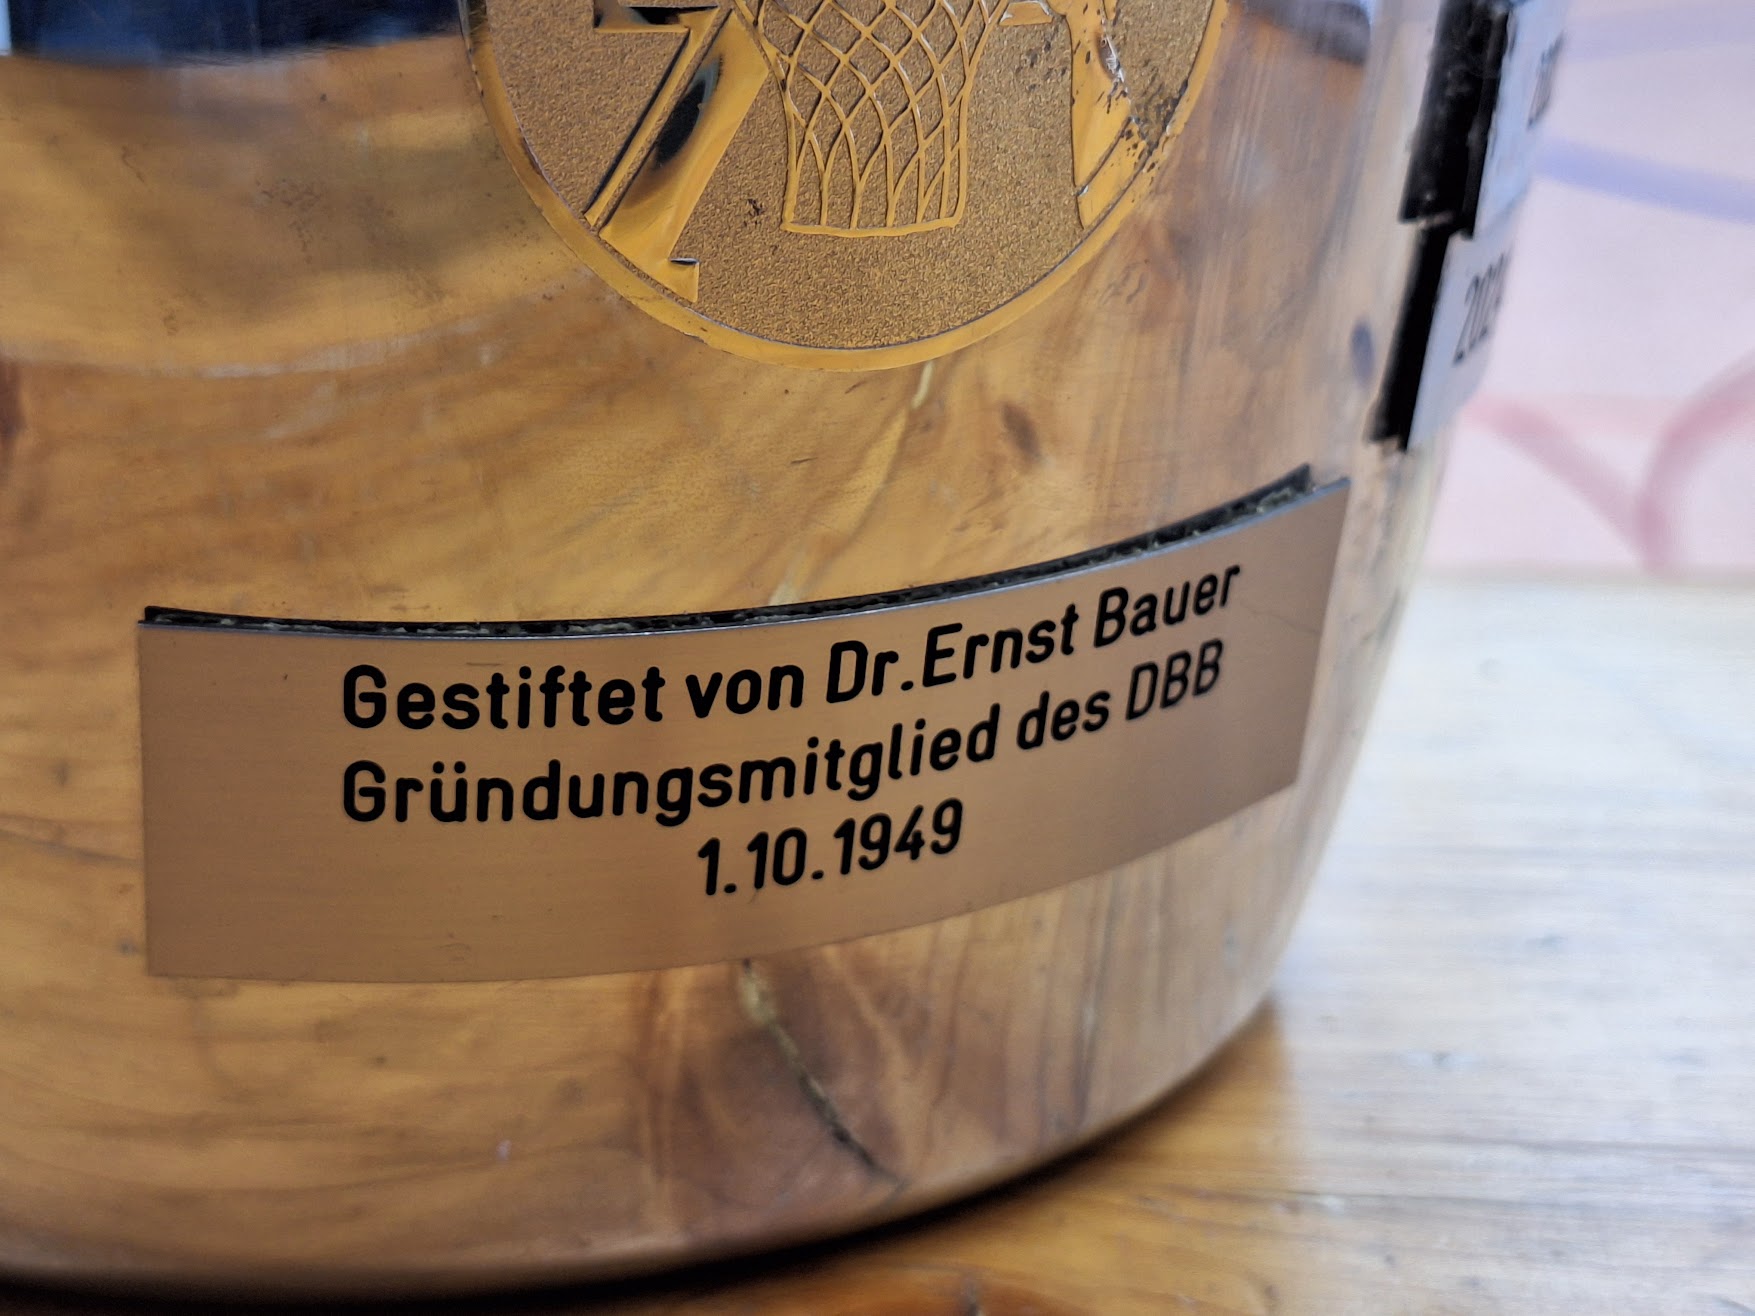 Gestiftet von Dr. Ernst Bauer
Gründungsmitglied des DBB
1.10.1949